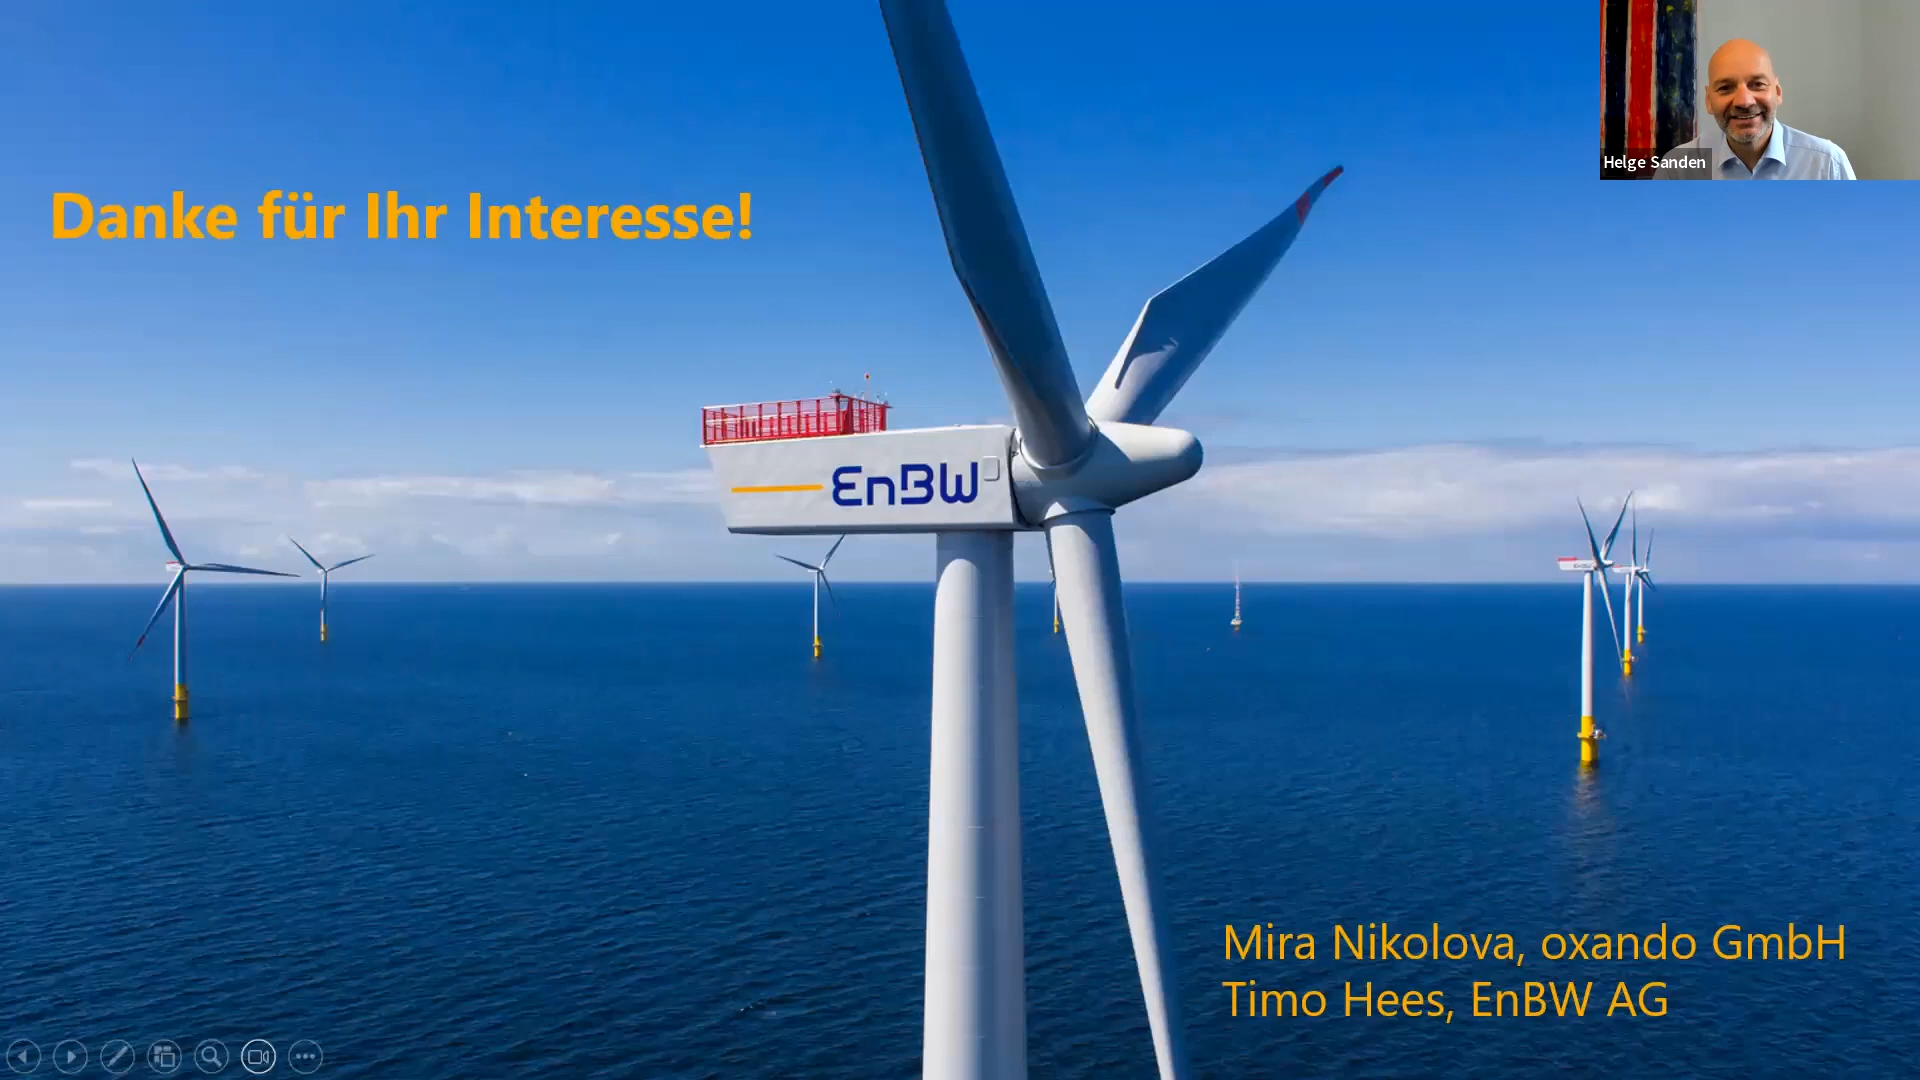 Helge Sanden
Danke für Ihr Interesse!
EnBW
Mira Nikolova, oxando GmbH
Timo Hees, EnBW AG